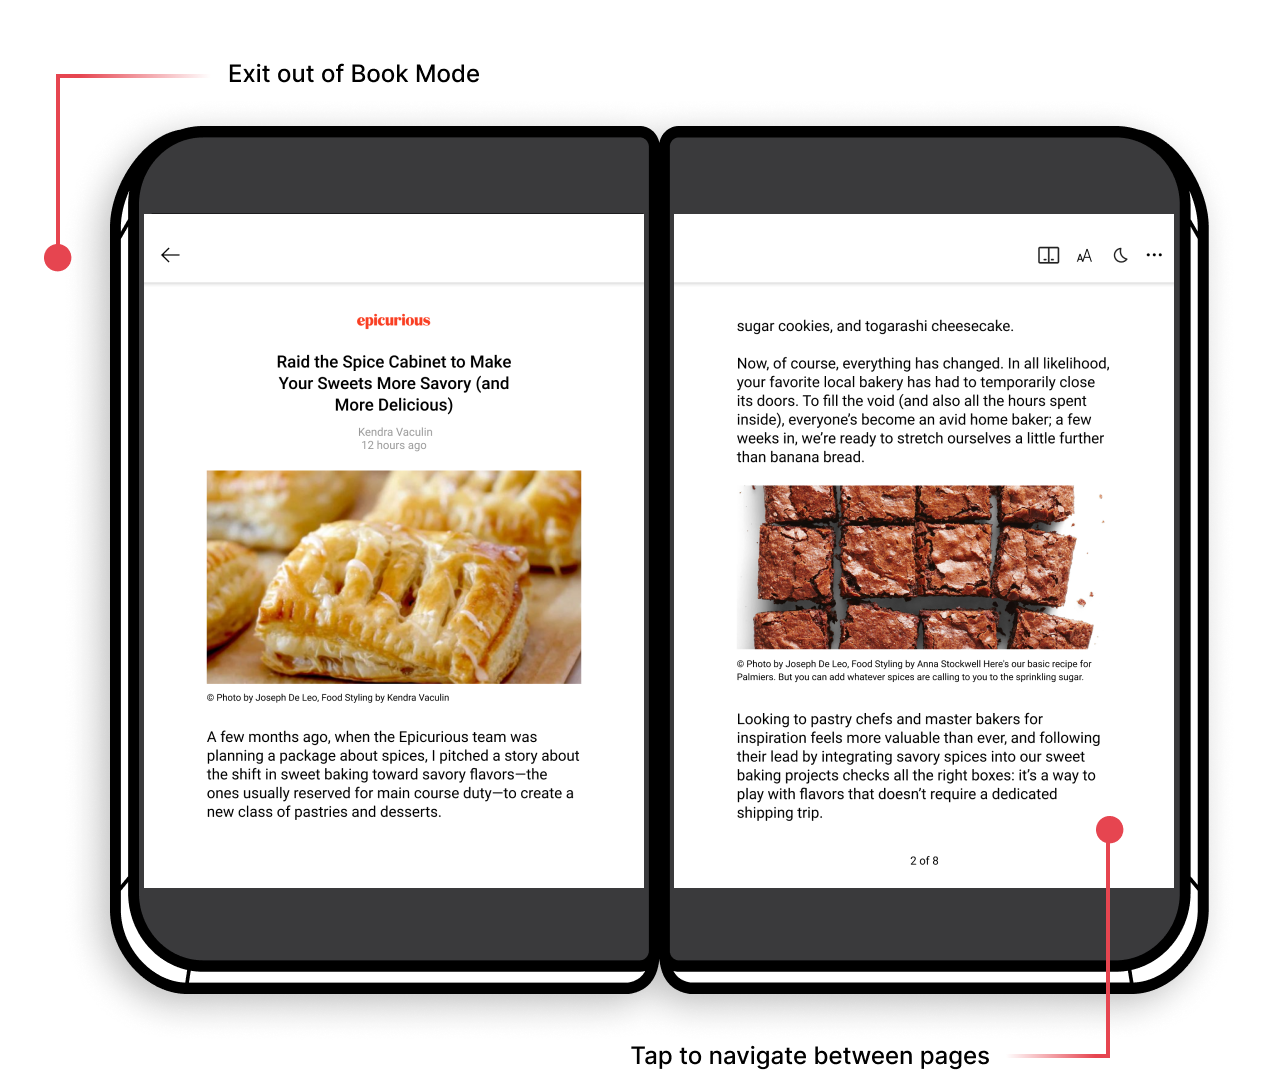 Exit out of Book Mode
AA
epicurious
Raid the Spice Cabinet to Make
Your Sweets More Savory (and
More Delicious)
Kendra Vaculin
12 hours ago
© Photo by Joseph De Leo, Food Styling by Kendra Vaculin
A few months ago, when the Epicurious team was
planning a package about spices, I pitched a story about
the shift in sweet baking toward savory flavors—the
ones usually reserved for main course duty—to create a
new class of pastries and desserts.
sugar cookies, and togarashi cheesecake.
Now, of course, everything has changed. In all likelihood,
your favorite local bakery has had to temporarily close
its doors. To fill the void (and also all the hours spent
inside), everyone’s become an avid home baker; a few
weeks in, we’re ready to stretch ourselves a little further
than banana bread.
© Photo by Joseph De Leo, Food Styling by Anna Stockwell Here's our basic recipe for
Palmiers. But you can add whatever spices are calling to you to the sprinkling sugar.
Looking to pastry chefs and master bakers for
inspiration feels more valuable than ever, and following
their lead by integrating savory spices into our sweet
baking projects checks all the right boxes: it’s a way to
play with flavors that doesn’t require a dedicated
shipping trip.
2 of 8
Tap to navigate between pages